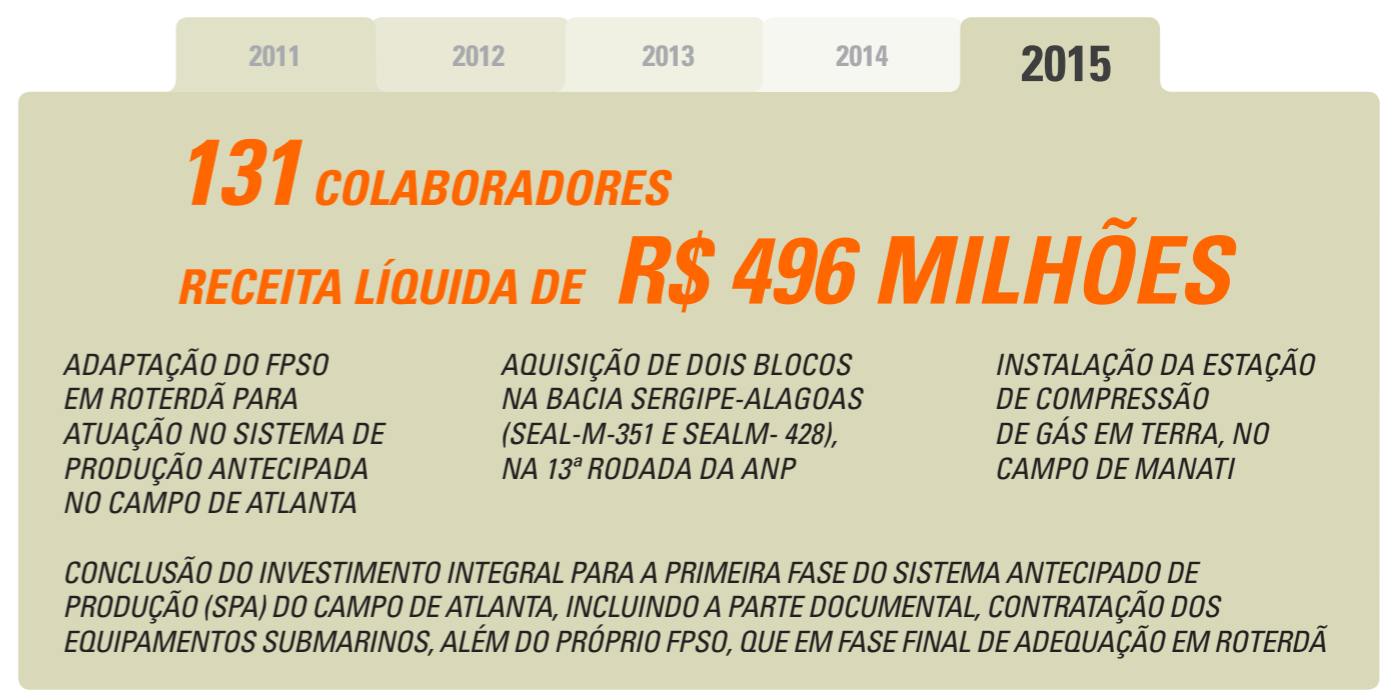 2011 2012 2013 2014 2015
131 COLABORADORES
RECEITA LÍQUIDA DE R$ 496 MILHÕES
ADAPTAÇÃO DO FPSO
EM ROTERDÃ PARA
ATUAÇÃO NO SISTEMA DE
PRODUÇÃO ANTECIPADA
NO CAMPO DE ATLANTA
AQUISIÇÃO DE DOIS BLOCOS
NA BACIA SERGIPE-ALAGOAS
(SEAL-M-351 E SEALM- 428),
NA 13ª RODADA DA ANP
INSTALAÇÃO DA ESTAÇÃO
DE COMPRESSÃO
DE GÁS EM TERRA, NO
CAMPO DE MANATI
CONCLUSÃO DO INVESTIMENTO INTEGRAL PARA A PRIMEIRA FASE DO SISTEMA ANTECIPADO DE
PRODUÇÃO (SPA) DO CAMPO DE ATLANTA, INCLUINDO A PARTE DOCUMENTAL, CONTRATAÇÃO DOS
EQUIPAMENTOS SUBMARINOS, ALÉM DO PRÓPRIO FPSO, QUE EM FASE FINAL DE ADEQUAÇÃO EM ROTERDÃ